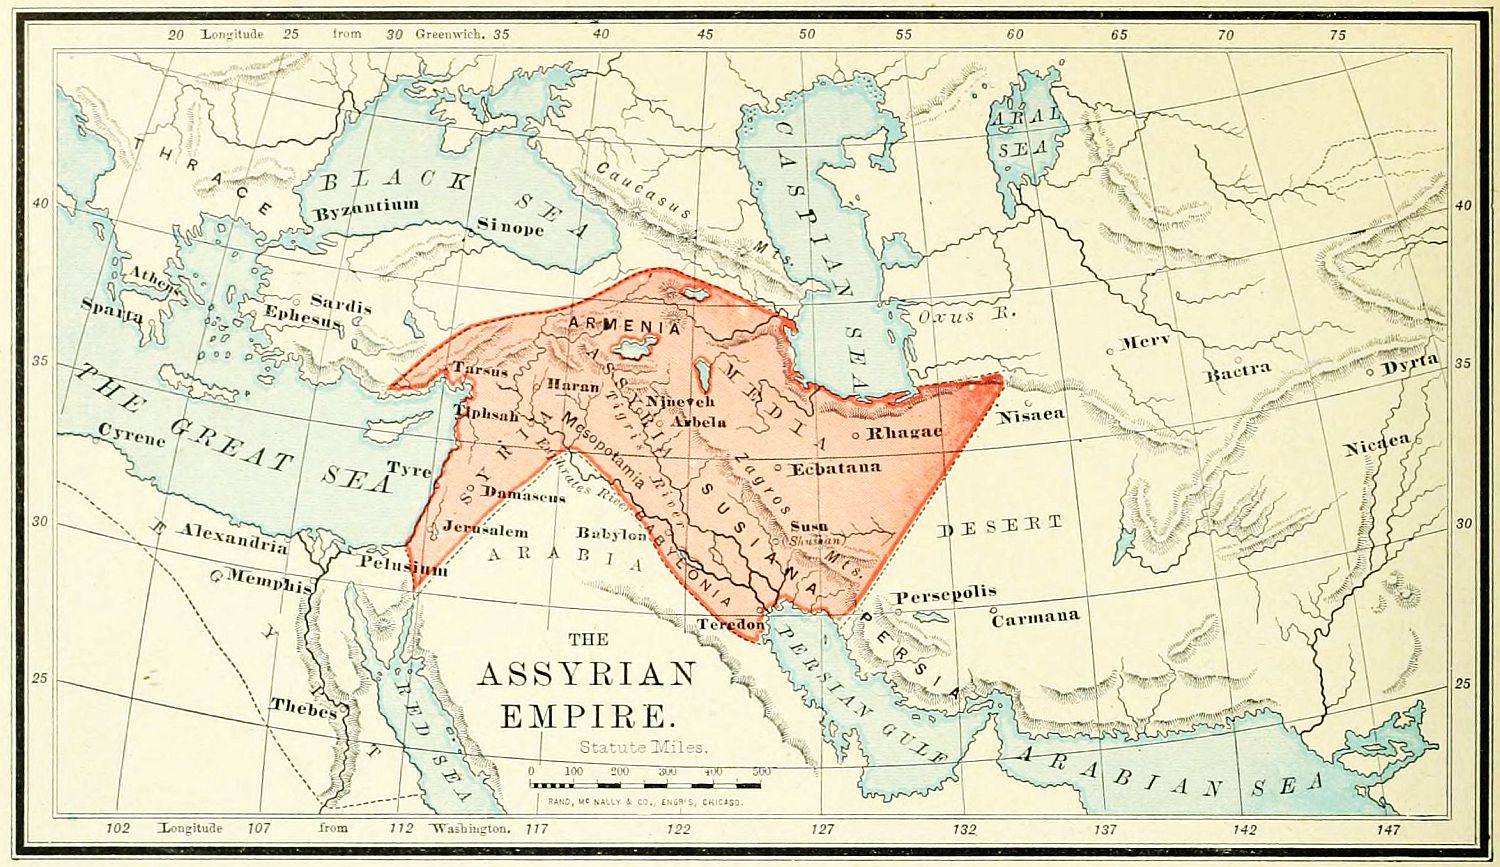 20 Longitude 25 from 30 Greenwich. 35 40 45 50 55 60 65 70 75
THRACE
BLACK SEA
Byzantium
Sinope
Caucasus Mts.
CASPIAN SEA
ARAL SEA
40
40
Athens
Sparta
Sardis
Ephesus
ARMENIA
Oxus R.
Merv
Bactra
Dyrta
35
35
THE GREAT SEA
Cyrene
Tarsus
Haran
ASSYRIA
Tigris River
Nineveh
Arbela
MEDIA
Tiphsah
Mesopotamia
Rhagae
Nisaea
Nicaea
Tyre
SYRIA
Euphrates River
Zagros Mts.
Ecbatana
Damascus
SUSIANA
30
30
EGYPT
Alexandria
Jerusalem
Babylon
Susa
(Shushan)
DESERT
ARABIA
BABYLONIA
Pelusium
Memphis
Persepolis
Carmana
Teredon
PERSIA
THE
ASSYRIAN
EMPIRE.
Statute Miles.
0 100 200 300 400 500
RAND, McNALLY & CO., ENGR'S, CHICAGO.
25
25
Thebes
RED SEA
PERSIAN GULF
ARABIAN SEA
102 Longitude 107 from 112 Washington. 117 122 127 132 137 142 147